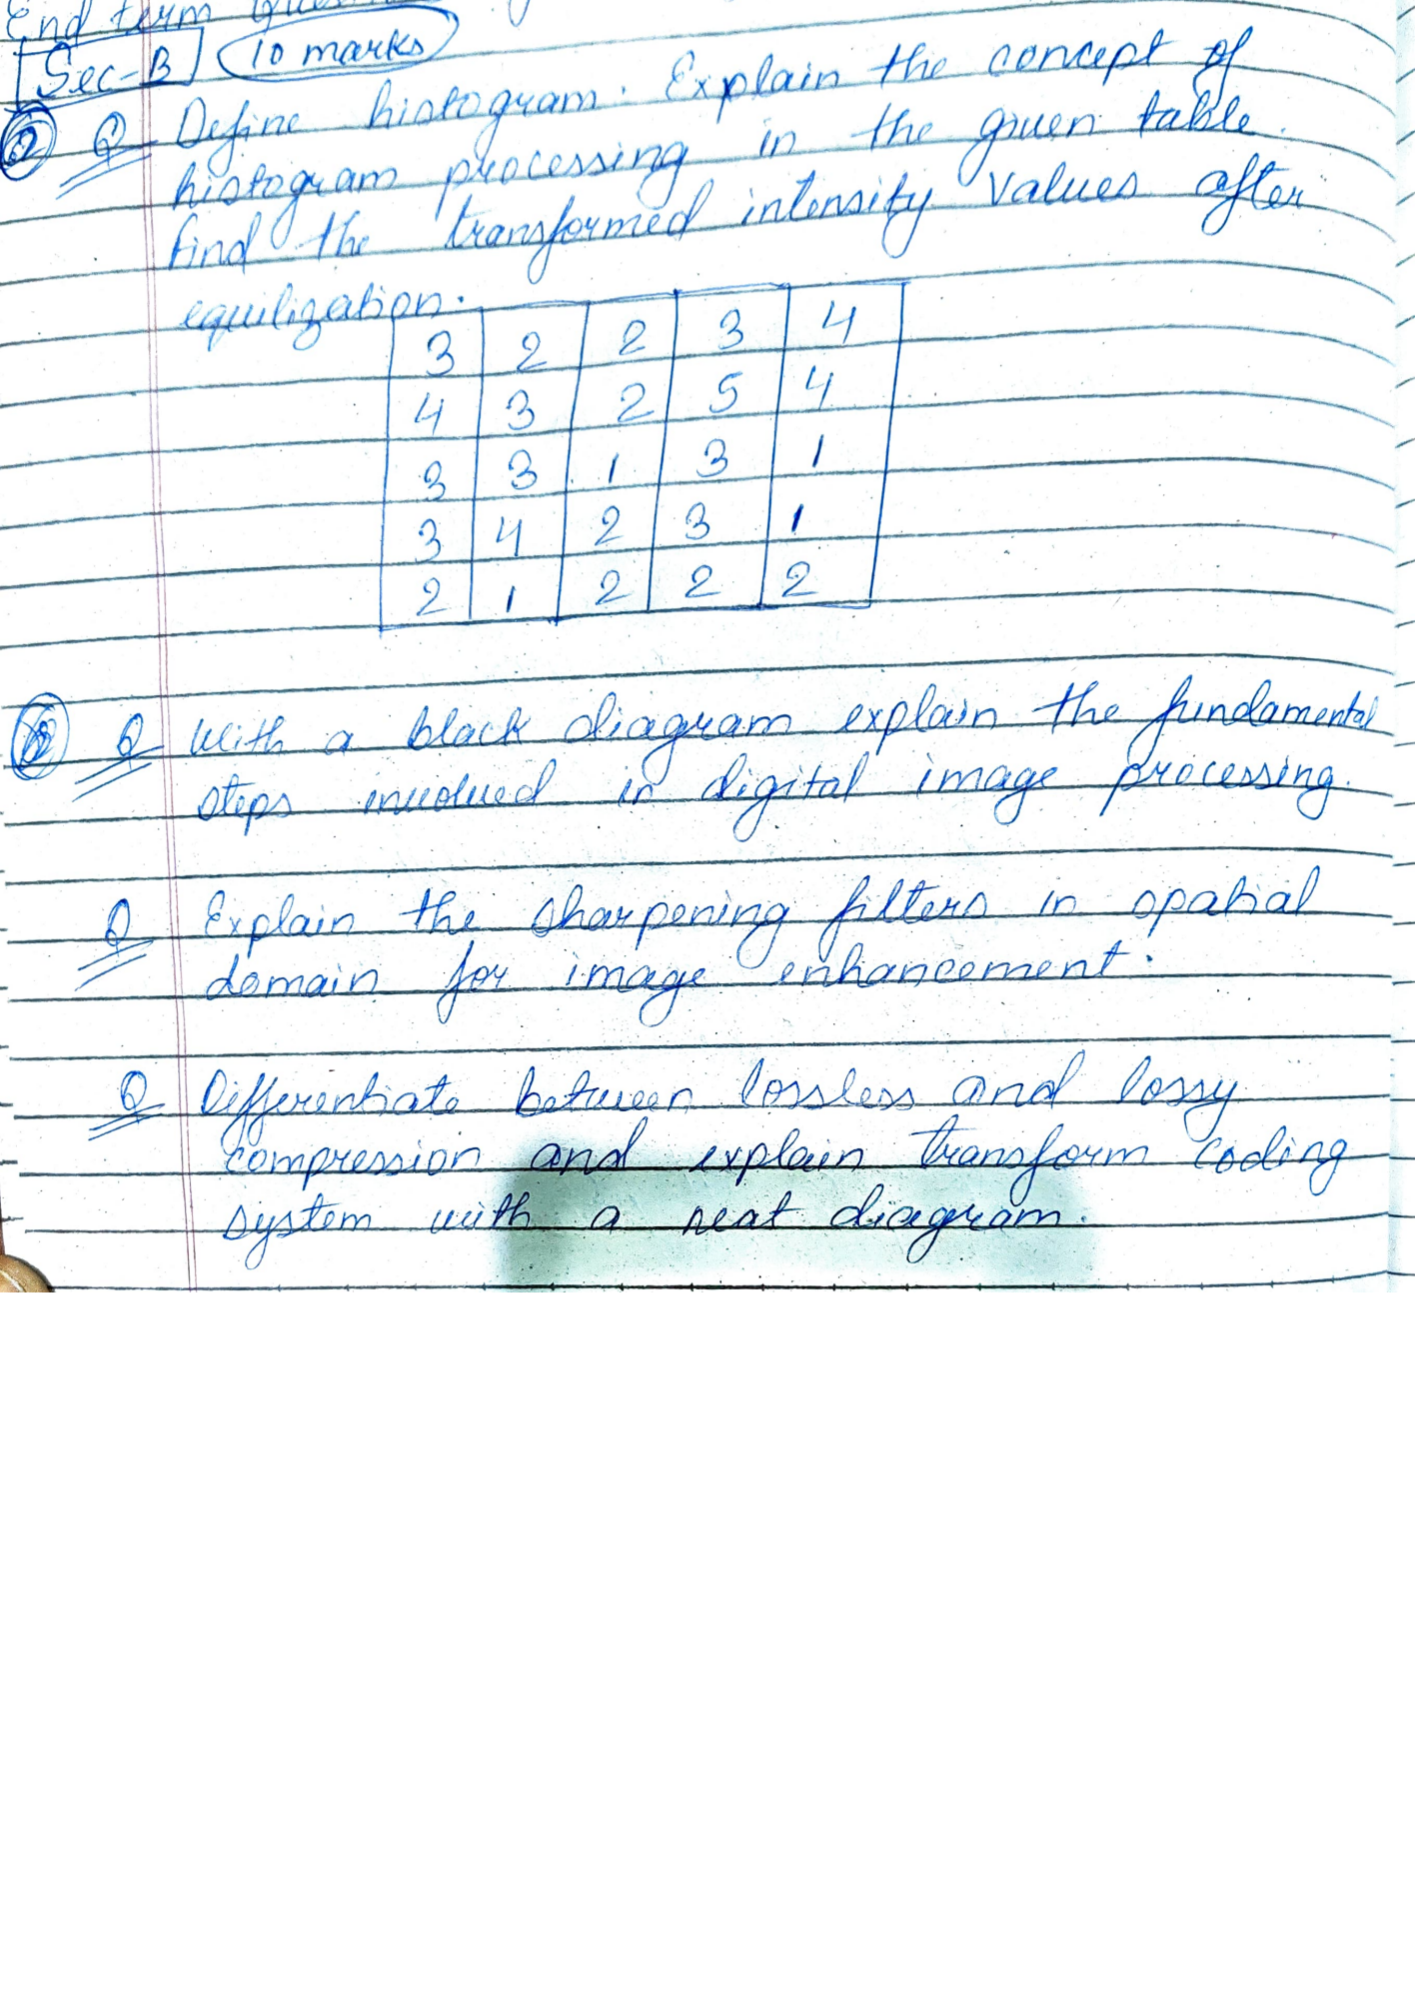 End term
Sec-B 10 marks
2 Q Define histogram. Explain the concept of
histogram processing in the given table.
find the transformed intensity values after
equilization.
3 2 2 3 4
4 3 2 5 4
3 3 1 3 1
3 4 2 3 1
2 1 2 2 2
Q With a block diagram explain the fundamental
steps involved in digital image processing.
Q Explain the sharpening filters in spatial
domain for image enhancement.
Q Differentiate between lossless and lossy
compression and explain transform coding
system with a neat diagram.